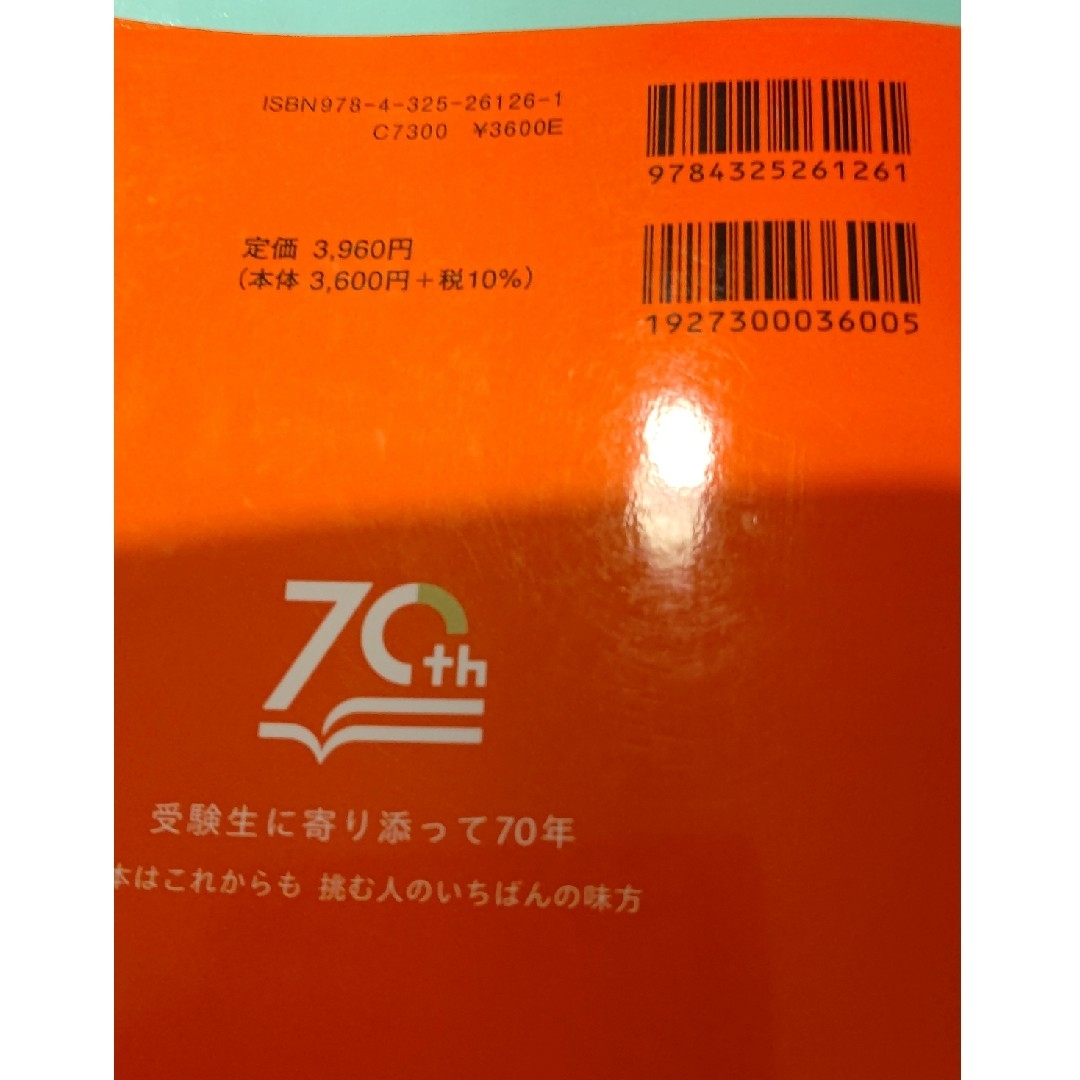 ISBN978-4-325-26126-1
C7300 ¥3600E
9784325261261
定価 3,960円
(本体 3,600円+税10%)
1927300036005
70th
受験生に寄り添って70年
本はこれからも 挑む人のいちばんの味方